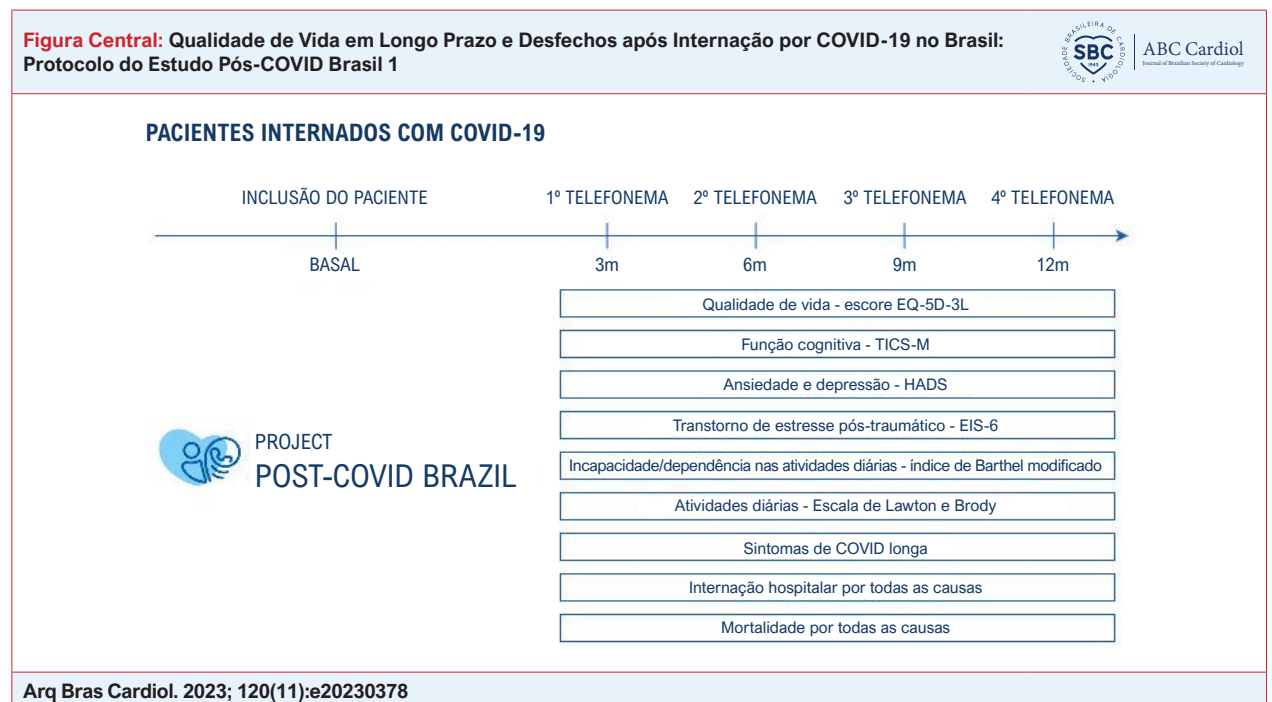 Figura Central: Qualidade de Vida em Longo Prazo e Desfechos após Internação por COVID-19 no Brasil:
Protocolo do Estudo Pós-COVID Brasil 1
SOCIEDADE BRASILEIRA DE CARDIOLOGIA
SBC
1943
ABC Cardiol
Journal of Brazilian Society of Cardiology
PACIENTES INTERNADOS COM COVID-19
INCLUSÃO DO PACIENTE
1º TELEFONEMA
2º TELEFONEMA
3º TELEFONEMA
4º TELEFONEMA
BASAL
3m
6m
9m
12m
Qualidade de vida - escore EQ-5D-3L
Função cognitiva - TICS-M
Ansiedade e depressão - HADS
Transtorno de estresse pós-traumático - EIS-6
Incapacidade/dependência nas atividades diárias - índice de Barthel modificado
Atividades diárias - Escala de Lawton e Brody
Sintomas de COVID longa
Internação hospitalar por todas as causas
Mortalidade por todas as causas
PROJECT
POST-COVID BRAZIL
Arq Bras Cardiol. 2023; 120(11):e20230378